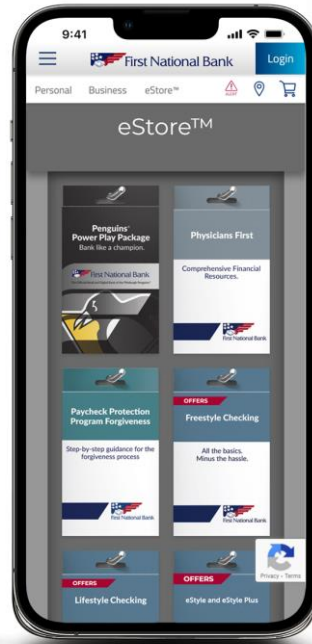 9:41
First National Bank
Login
Personal Business eStore™
ALERT
eStore™
Penguins®
Power Play Package
Bank like a champion.
First National Bank
Physicians First
Comprehensive Financial
Resources.
First National Bank
Paycheck Protection
Program Forgiveness
Step-by-step guidance for the
forgiveness process
First National Bank
OFFERS
Freestyle Checking
All the basics.
Minus the hassle.
First National Bank
OFFERS
Lifestyle Checking
OFFERS
eStyle and eStyle Plus
Privacy - Terms